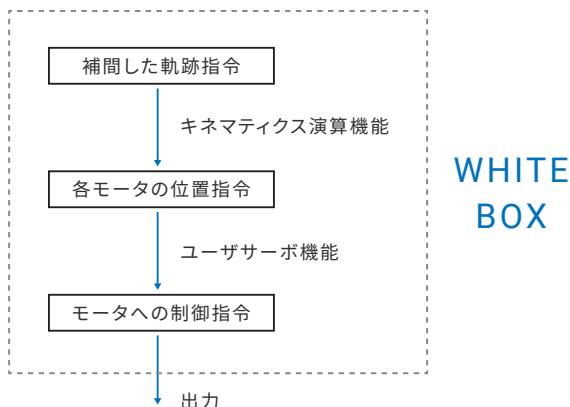 補間した軌跡指令
キネマティクス演算機能
各モータの位置指令
ユーザサーボ機能
モータへの制御指令
出力
WHITE
BOX